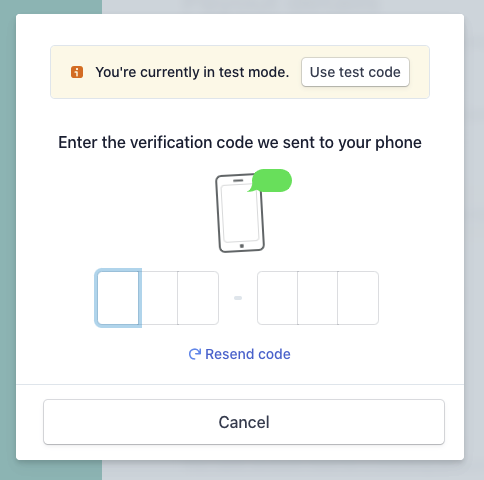 You're currently in test mode. Use test code
Enter the verification code we sent to your phone
-
Resend code
Cancel